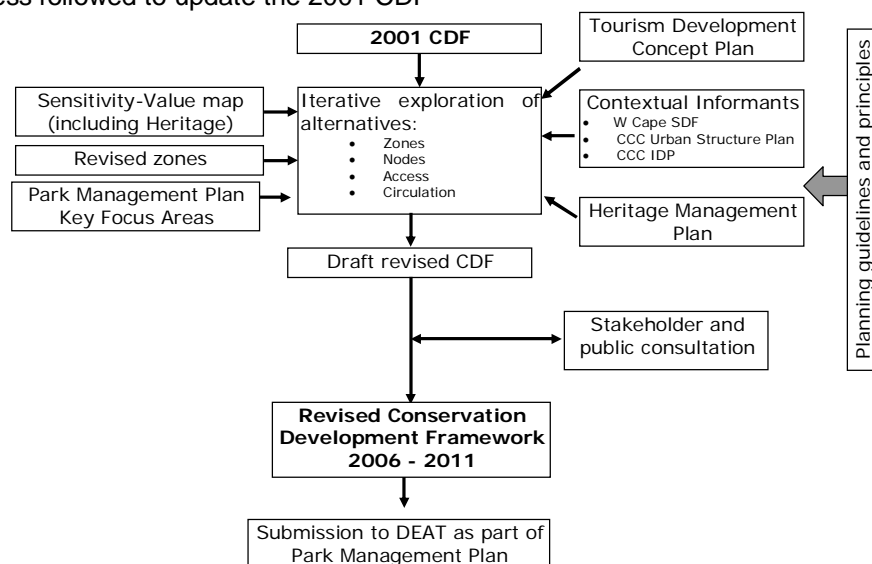 ess followed to update the 2001 CDF
2001 CDF
Tourism Development
Concept Plan
Sensitivity-Value map
(including Heritage)
Revised zones
Park Management Plan
Key Focus Areas
Iterative exploration of
alternatives:
• Zones
• Nodes
• Access
• Circulation
Contextual Informants
• W Cape SDF
• CCC Urban Structure Plan
• CCC IDP
Heritage Management
Plan
Planning guidelines and principles
Draft revised CDF
Stakeholder and
public consultation
Revised Conservation
Development Framework
2006 - 2011
Submission to DEAT as part of
Park Management Plan